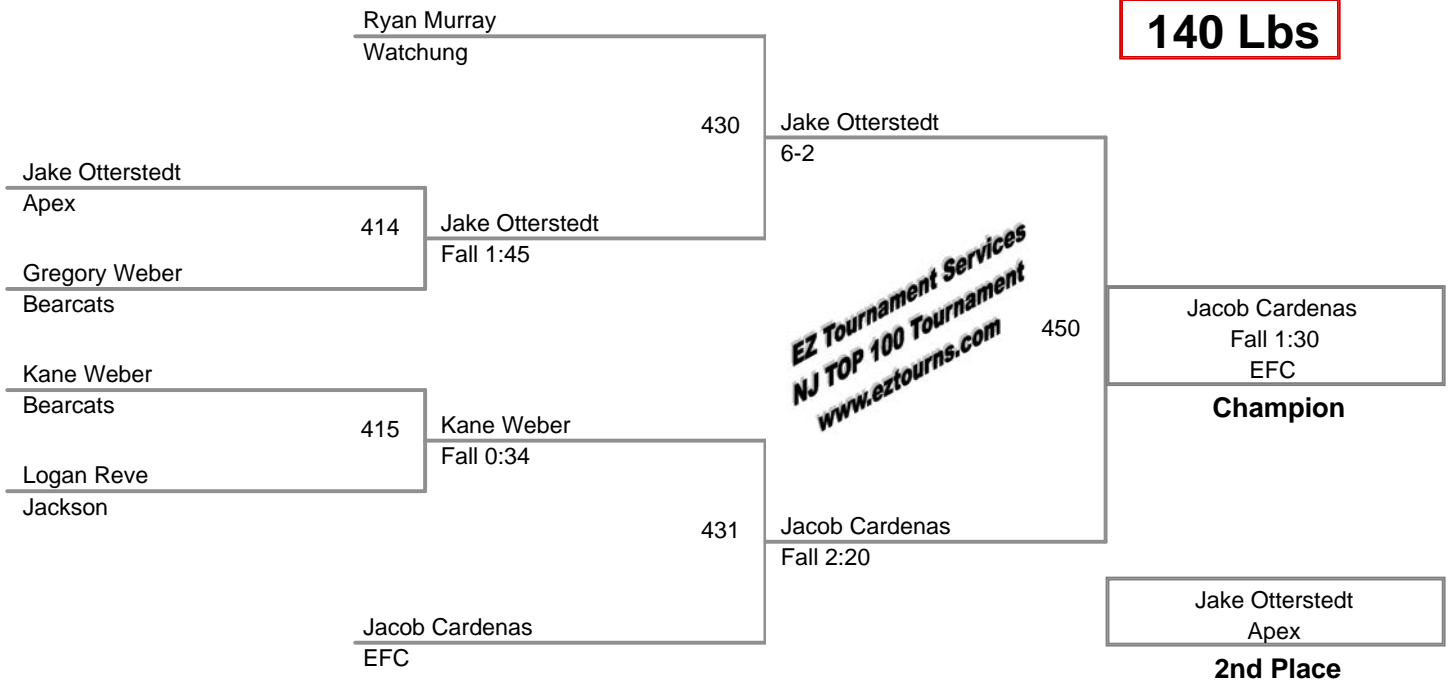 Ryan Murray
140 Lbs
Watchung
430
Jake Otterstedt
6-2
Jake Otterstedt
Apex
414
Jake Otterstedt
Fall 1:45
Gregory Weber
Bearcats
EZ Tournament Services
NJ TOP 100 Tournament
www.eztourns.com
450
Jacob Cardenas
Fall 1:30
EFC
Champion
Kane Weber
Bearcats
415
Kane Weber
Fall 0:34
Logan Reve
Jackson
431
Jacob Cardenas
Fall 2:20
Jacob Cardenas
EFC
Jake Otterstedt
Apex
2nd Place